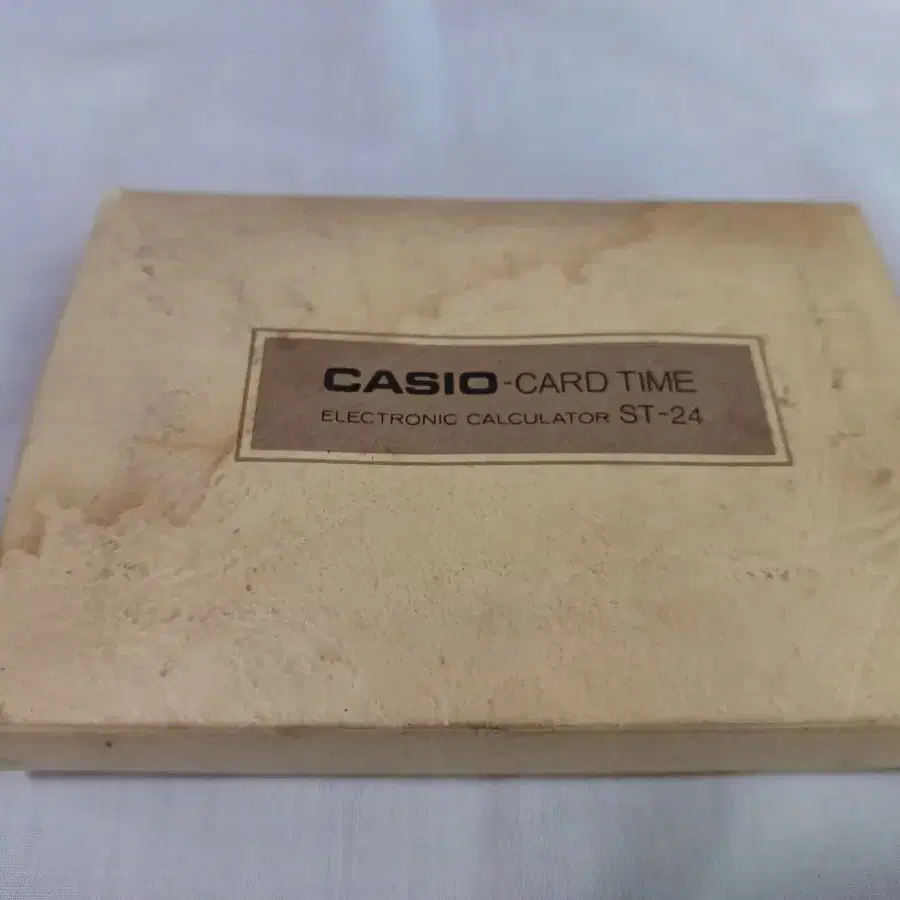 CASIO-CARD TIME
ELECTRONIC CALCULATOR ST-24